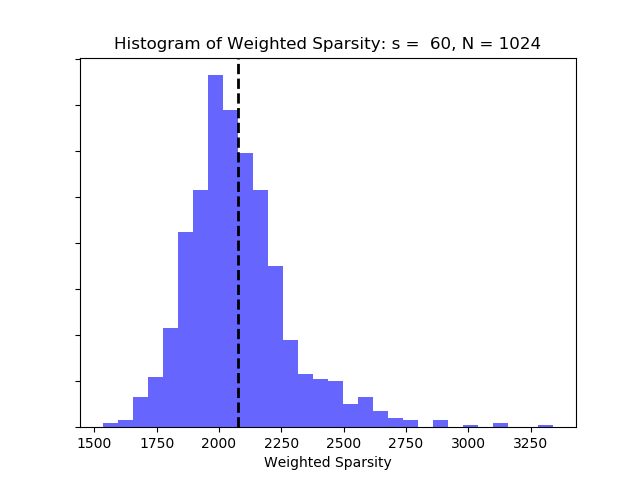 Histogram of Weighted Sparsity: s =  60, N = 1024
1500 1750 2000 2250 2500 2750 3000 3250
Weighted Sparsity